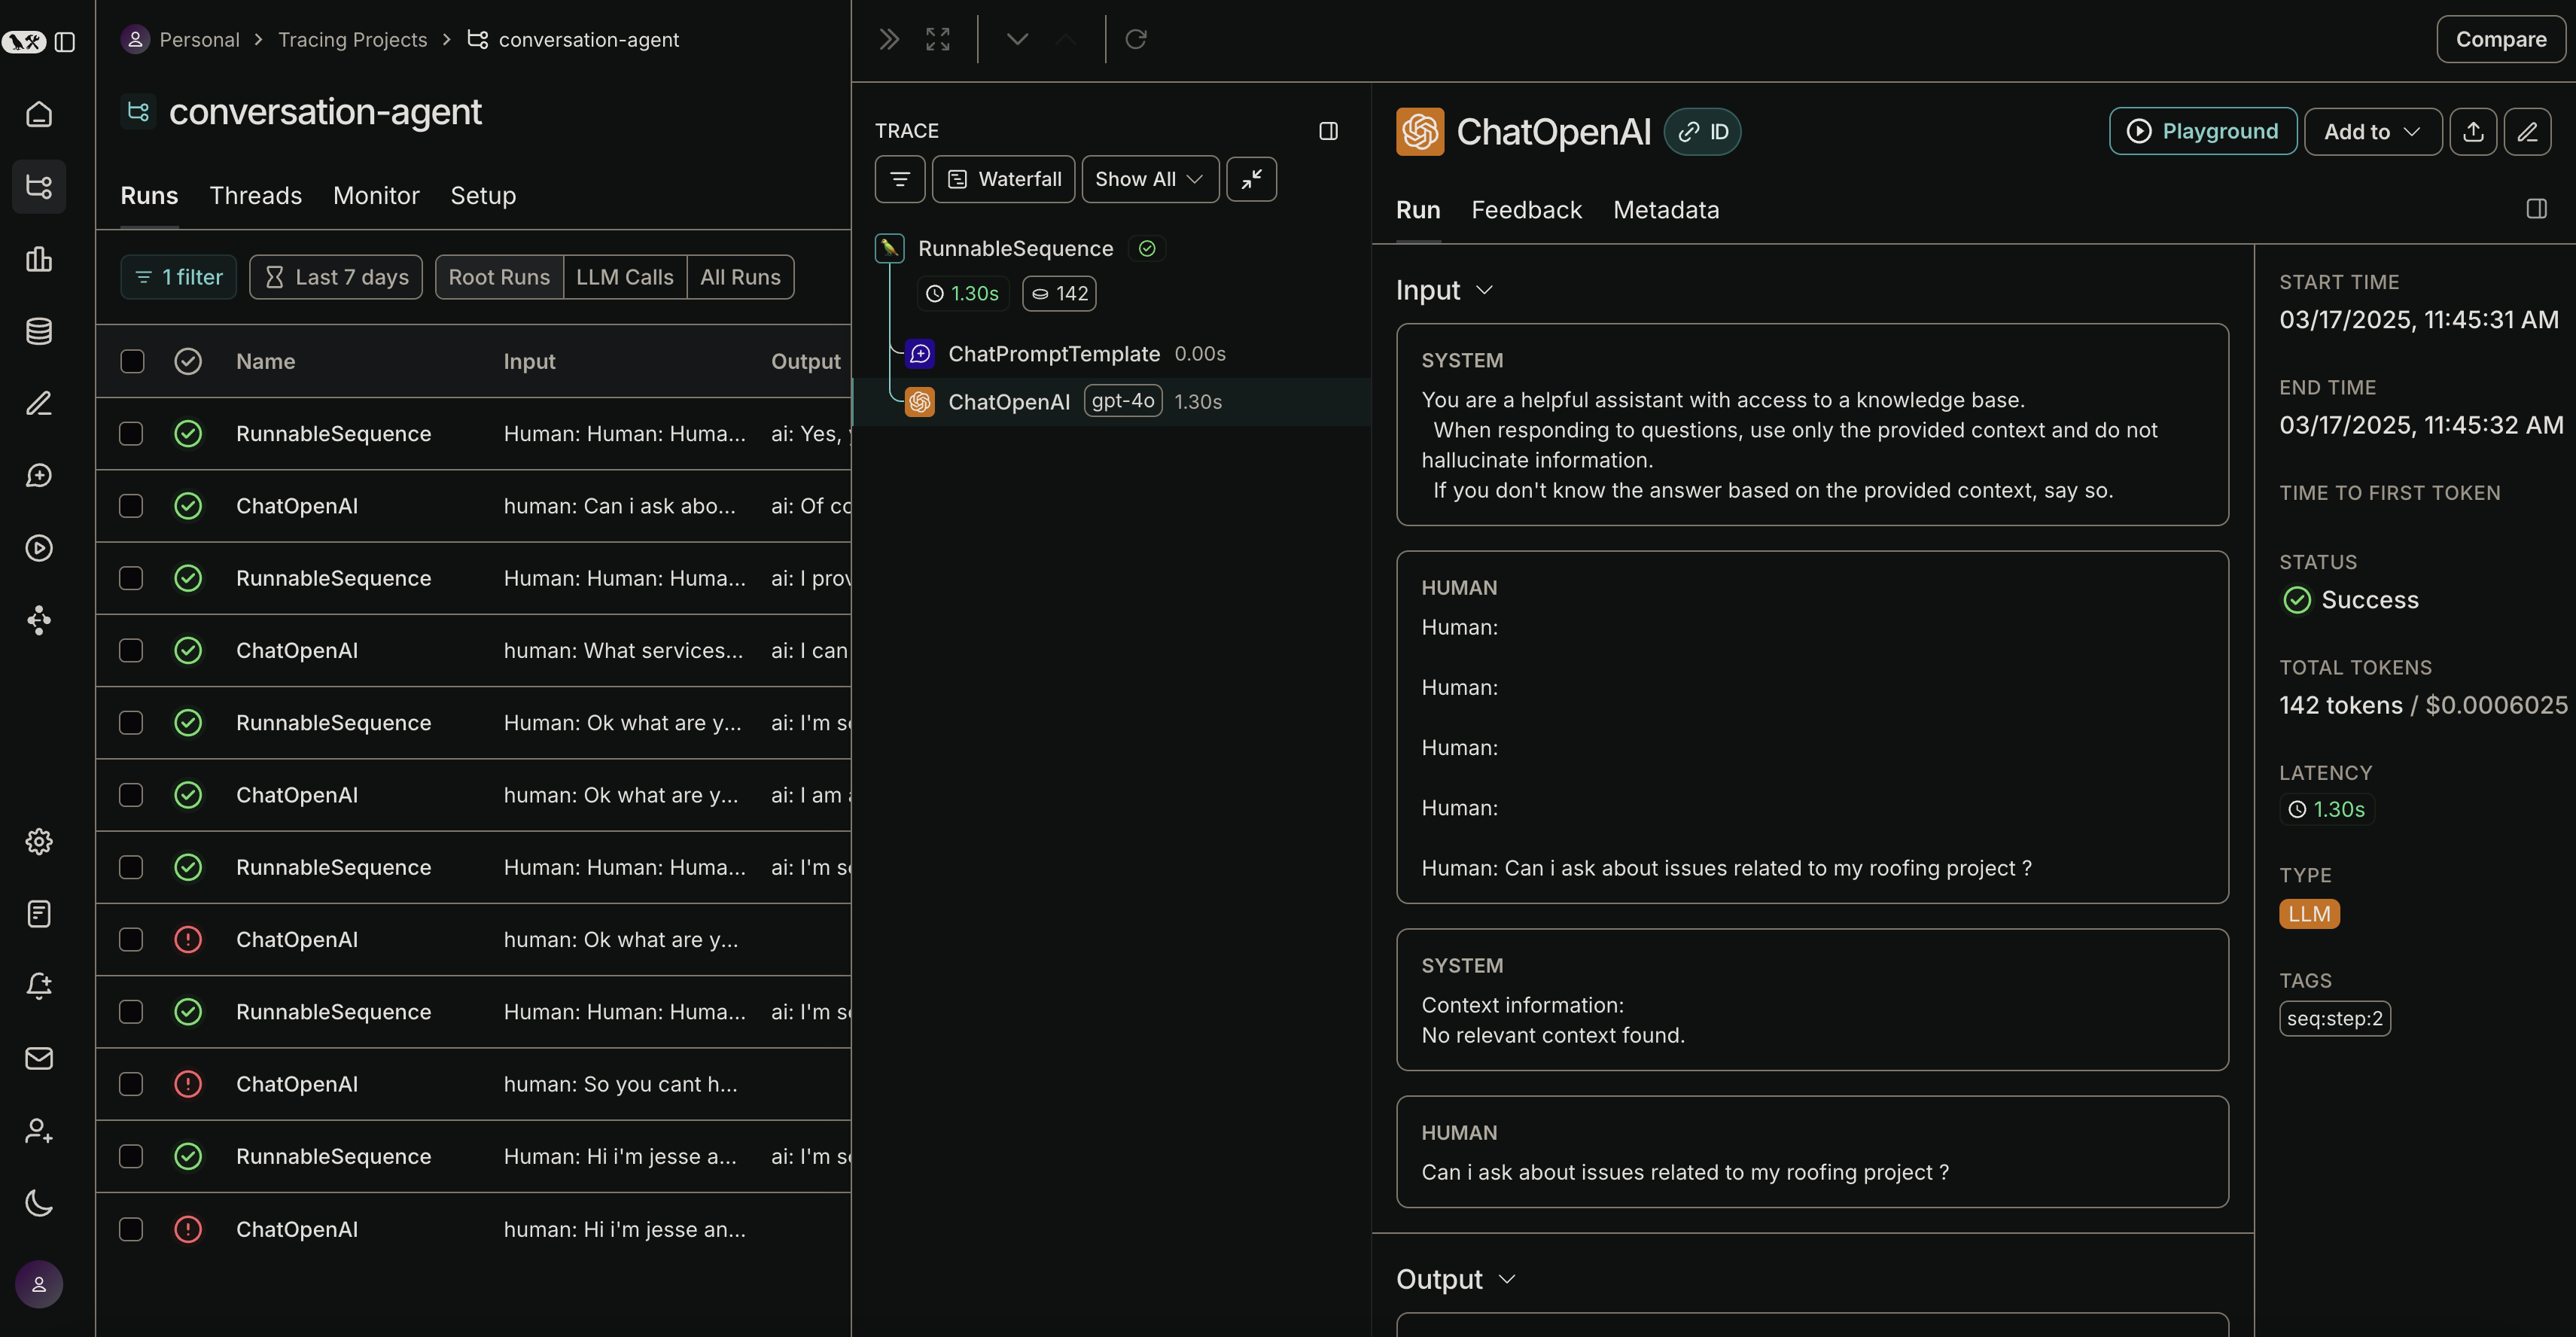 Personal > Tracing Projects > conversation-agent
conversation-agent
Runs Threads Monitor Setup
1 filter Last 7 days Root Runs LLM Calls All Runs
Name Input Output
RunnableSequence Human: Human: Huma... ai: Yes,
ChatOpenAI human: Can i ask abo... ai: Of co
RunnableSequence Human: Human: Huma... ai: I prov
ChatOpenAI human: What services... ai: I can
RunnableSequence Human: Ok what are y... ai: I'm s
ChatOpenAI human: Ok what are y... ai: I am
RunnableSequence Human: Human: Huma... ai: I'm s
ChatOpenAI human: Ok what are y...
RunnableSequence Human: Human: Huma... ai: I'm s
ChatOpenAI human: So you cant h...
RunnableSequence Human: Hi i'm jesse a... ai: I'm s
ChatOpenAI human: Hi i'm jesse an...
TRACE
Waterfall Show All
RunnableSequence
1.30s 142
ChatPromptTemplate 0.00s
ChatOpenAI gpt-4o 1.30s
Compare
ChatOpenAI ID
Playground Add to
Run Feedback Metadata
Input
SYSTEM
You are a helpful assistant with access to a knowledge base.
When responding to questions, use only the provided context and do not
hallucinate information.
If you don't know the answer based on the provided context, say so.
HUMAN
Human:
Human:
Human:
Human:
Human: Can i ask about issues related to my roofing project ?
SYSTEM
Context information:
No relevant context found.
HUMAN
Can i ask about issues related to my roofing project ?
Output
START TIME
03/17/2025, 11:45:31 AM
END TIME
03/17/2025, 11:45:32 AM
TIME TO FIRST TOKEN
STATUS
Success
TOTAL TOKENS
142 tokens / $0.0006025
LATENCY
1.30s
TYPE
LLM
TAGS
seq:step:2